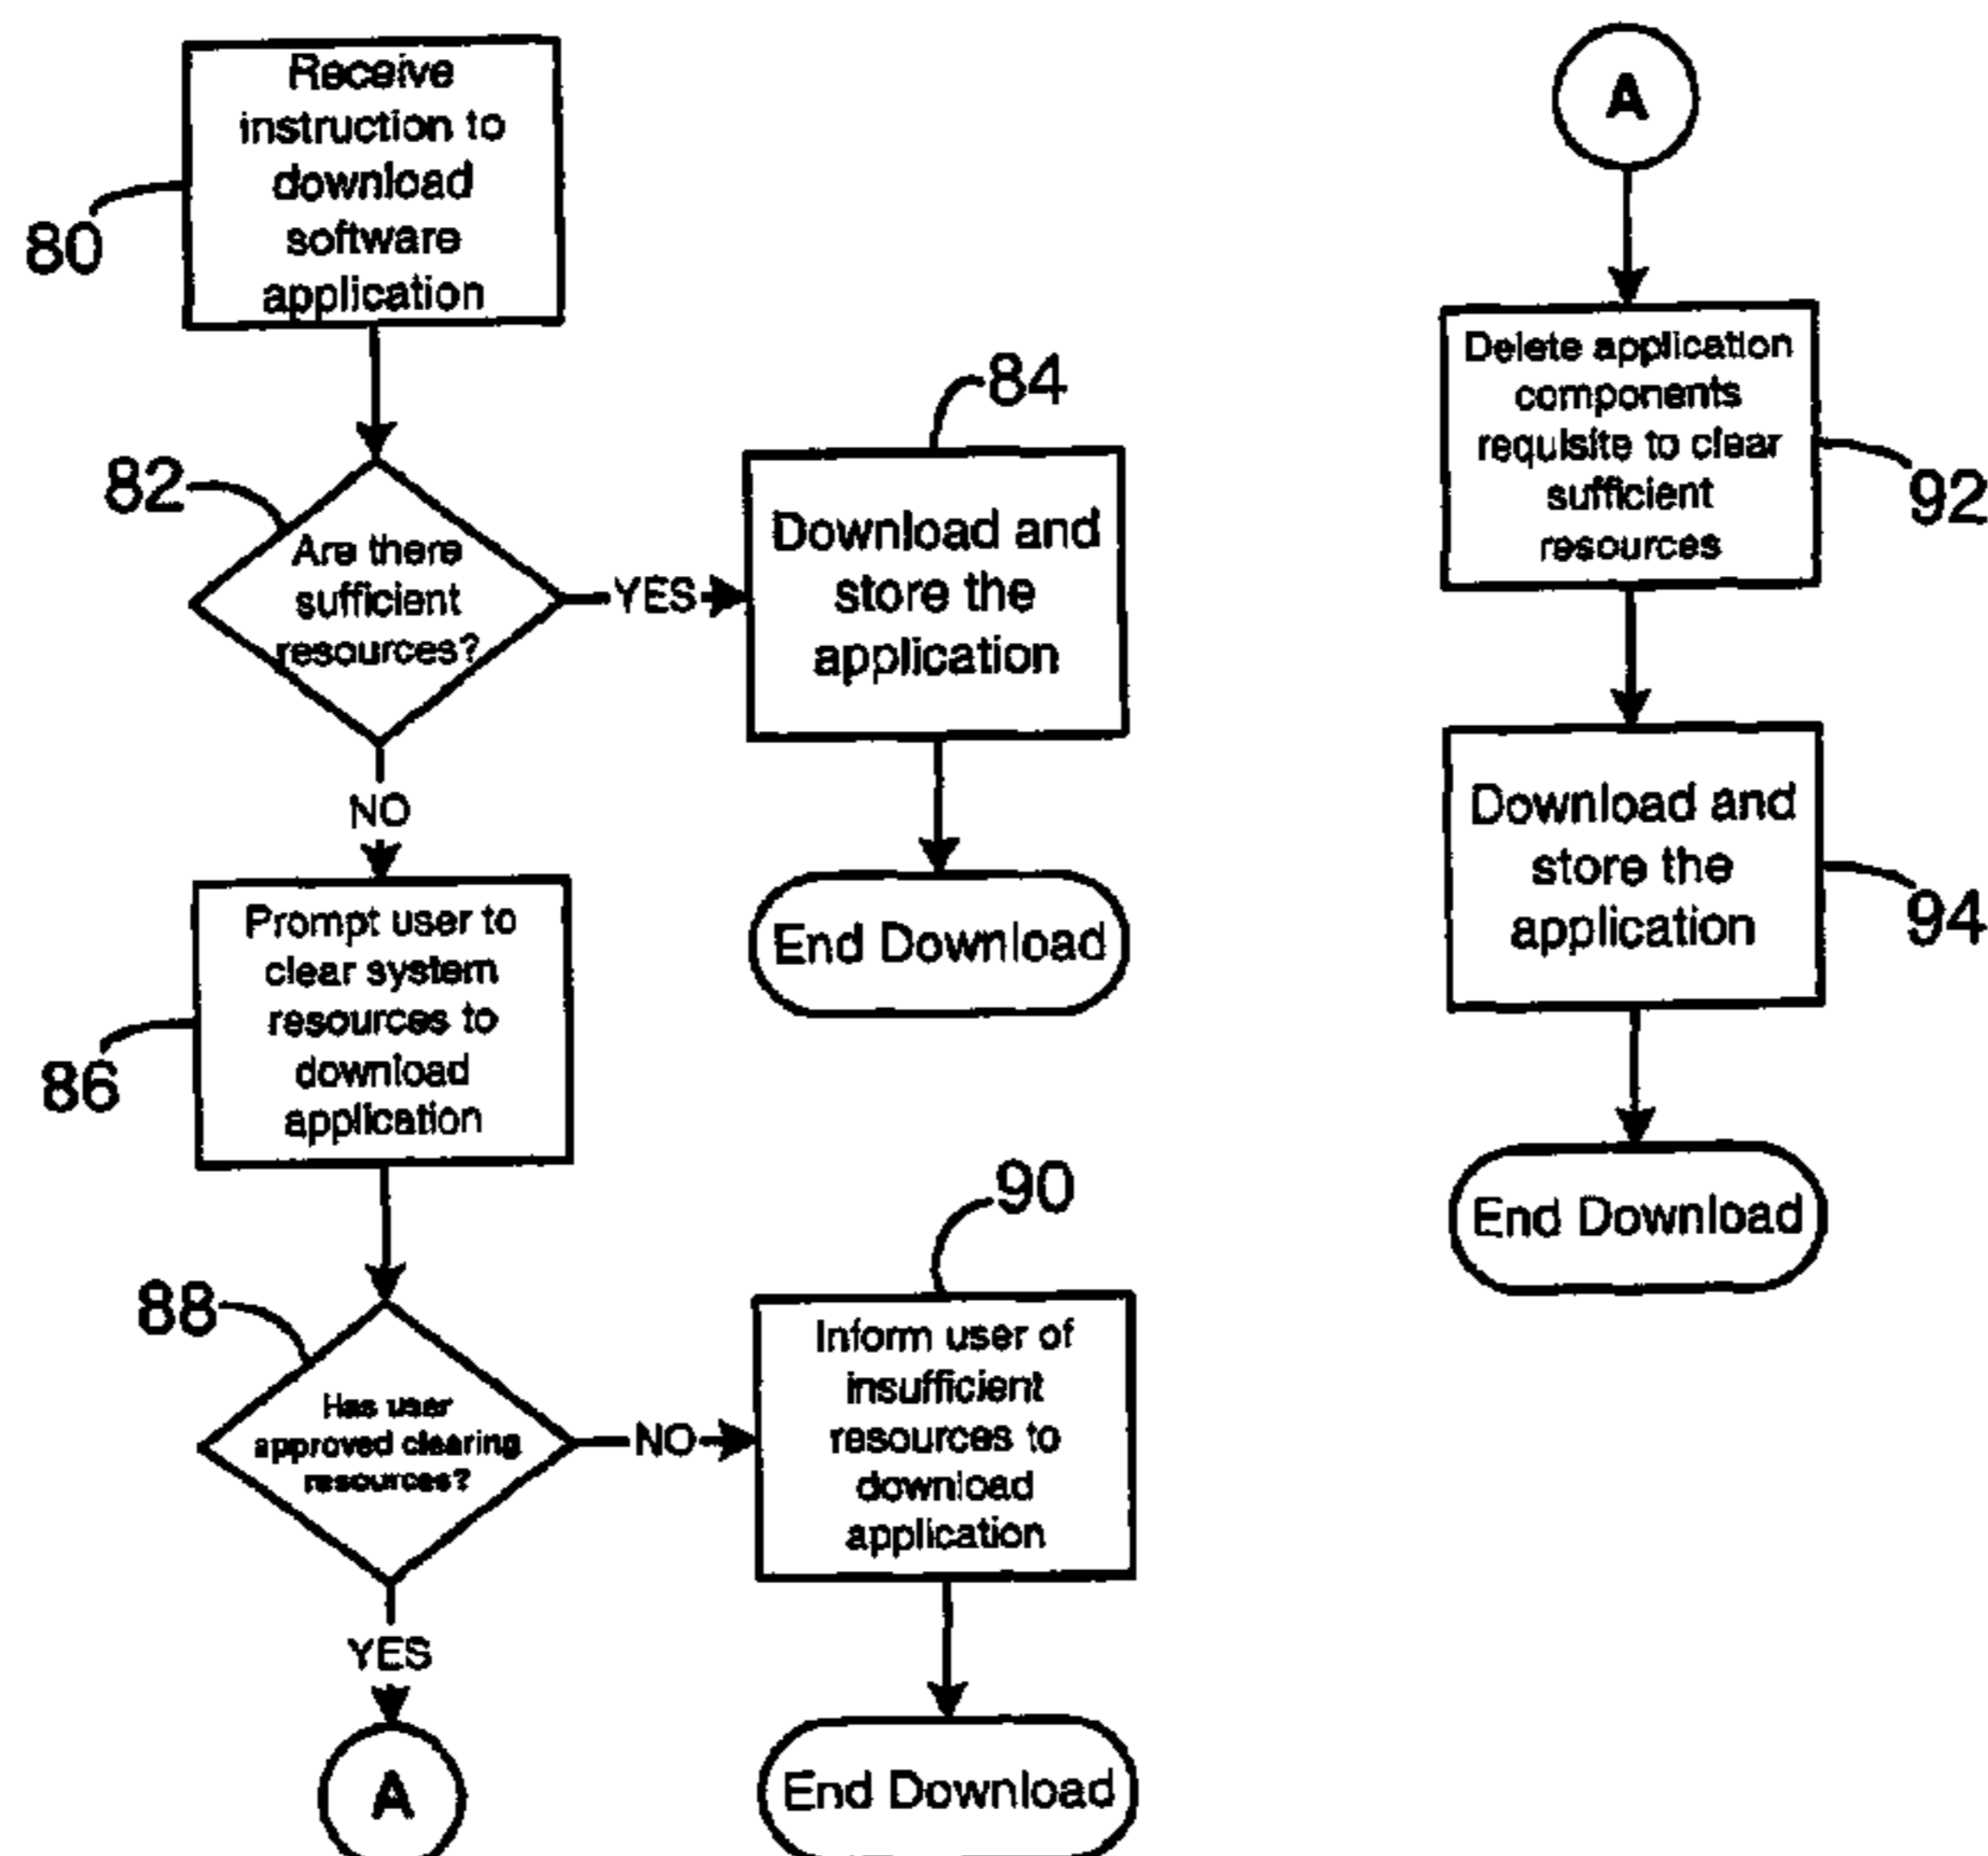 Receive
instruction to
download
software
application
80
82
Are there
sufficient
resources?
YES
84
Download and
store the
application
End Download
NO
Prompt user to
clear system
resources to
download
application
86
88
Has user
approved clearing
resources?
NO
90
Inform user of
insufficient
resources to
download
application
End Download
YES
A
A
Delete application
components
requisite to clear
sufficient
resources
92
Download and
store the
application
94
End Download